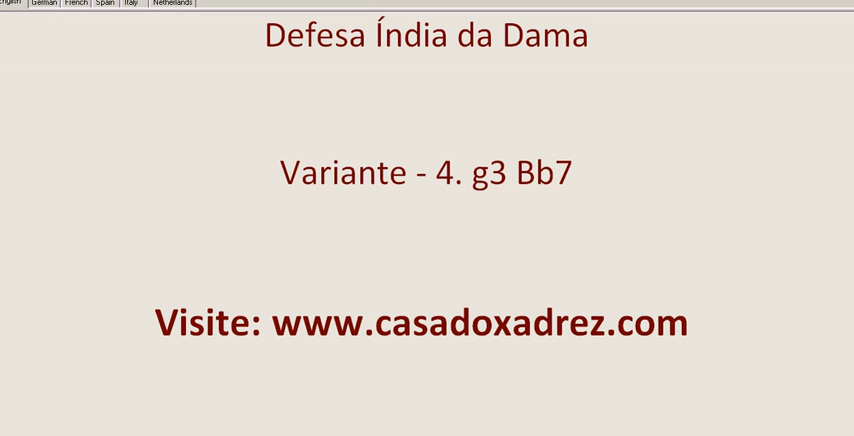 English German French Spain Italy Netherlands
Defesa Índia da Dama
Variante - 4. g3 Bb7
Visite: www.casadoxadrez.com